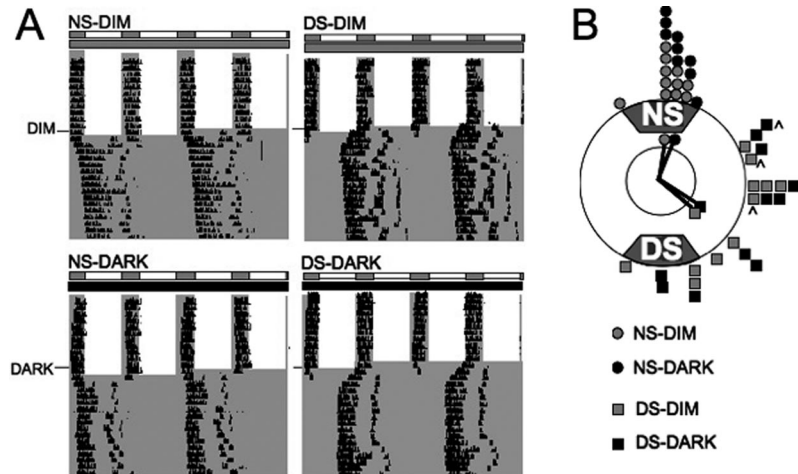 A
NS-DIM
DS-DIM
DIM
NS-DARK
DS-DARK
DARK
B
NS
^
^
^
DS
NS-DIM
NS-DARK
DS-DIM
DS-DARK